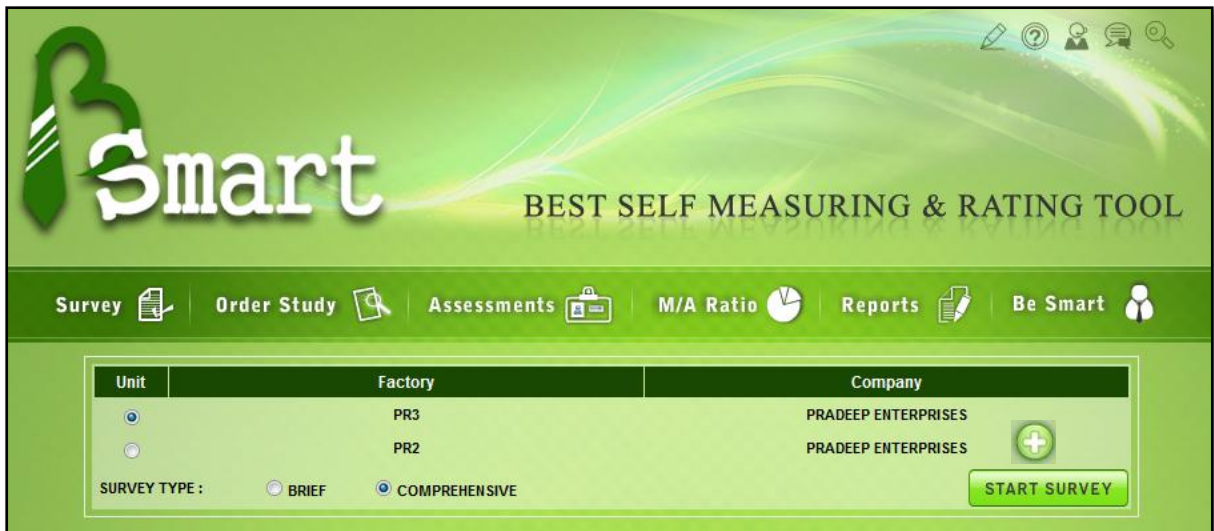 BSmart
BEST SELF MEASURING & RATING TOOL
Survey Order Study Assessments M/A Ratio Reports Be Smart
Unit Factory Company
PR3 PRADEEP ENTERPRISES
PR2 PRADEEP ENTERPRISES
SURVEY TYPE : BRIEF COMPREHENSIVE START SURVEY